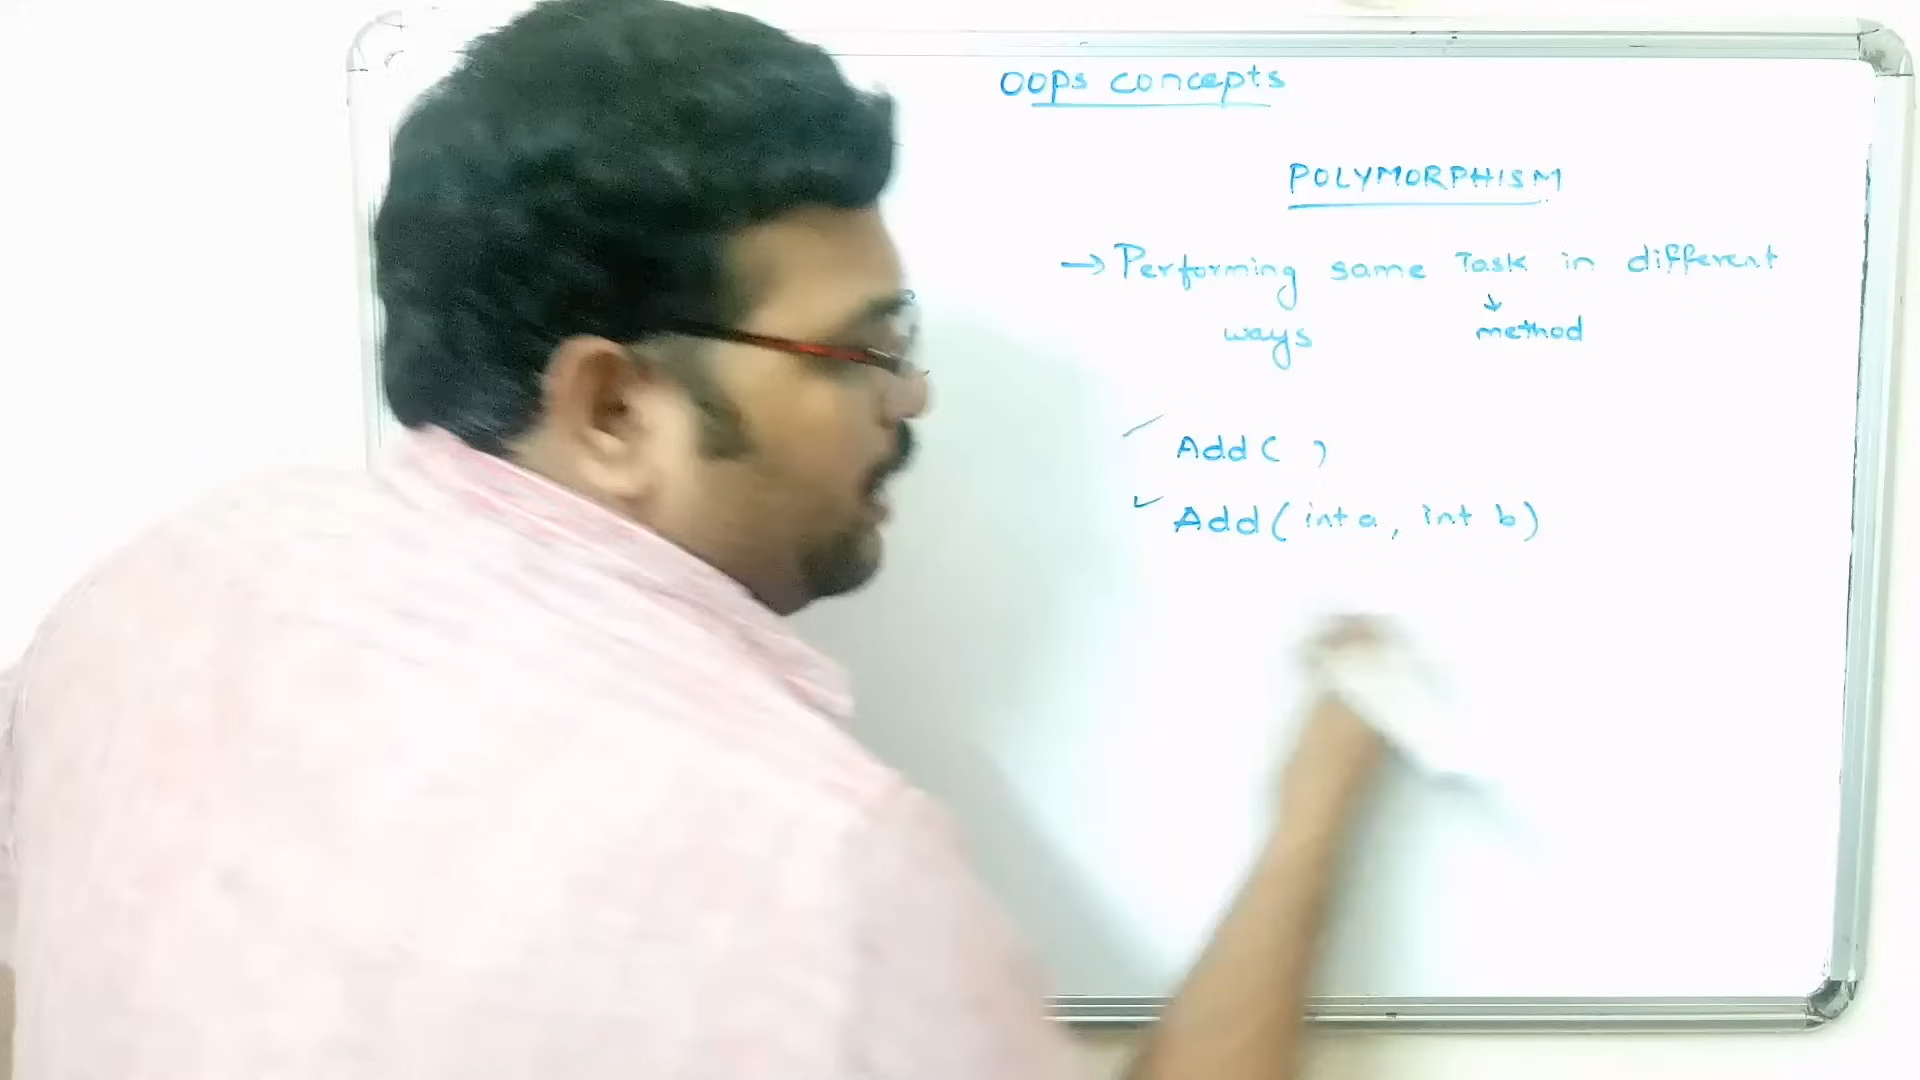 OOPS concepts
POLYMORPHISM
→ Performing same Task in different
ways ↓ method
Add( )
✓ Add(int a, int b)